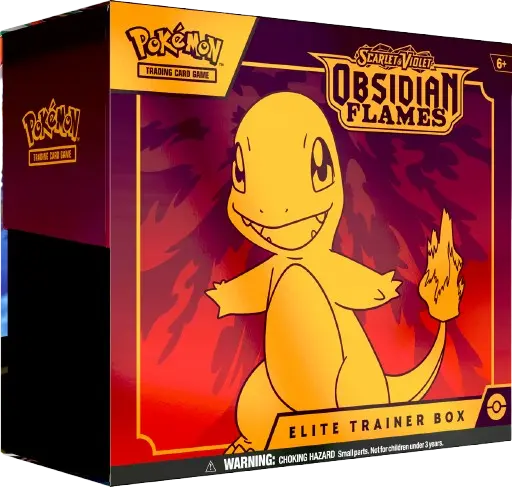 POKéMON
TRADING CARD GAME
SCARLET & VIOLET
OBSIDIAN
FLAMES
6+
POKéMON
TRADING CARD GAME
ELITE TRAINER BOX
WARNING: CHOKING HAZARD Small parts. Not for children under 3 years.